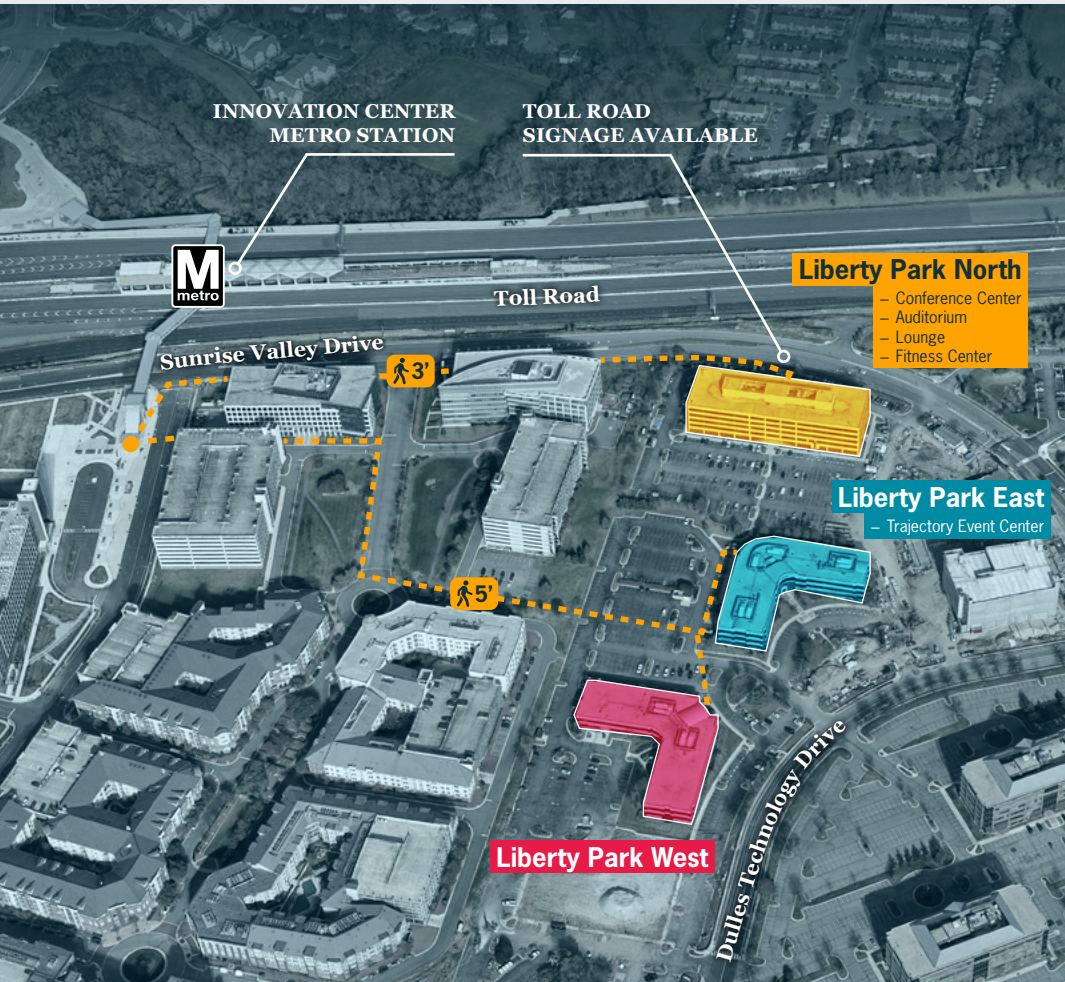 INNOVATION CENTER
METRO STATION
TOLL ROAD
SIGNAGE AVAILABLE
M
metro
Toll Road
Liberty Park North
– Conference Center
– Auditorium
– Lounge
– Fitness Center
Sunrise Valley Drive
3'
Liberty Park East
– Trajectory Event Center
5'
Liberty Park West
Dulles Technology Drive